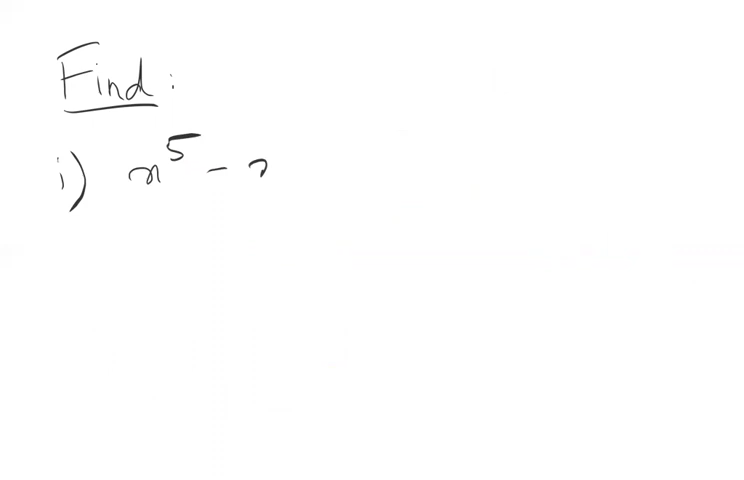 Find:
i) x⁵ -